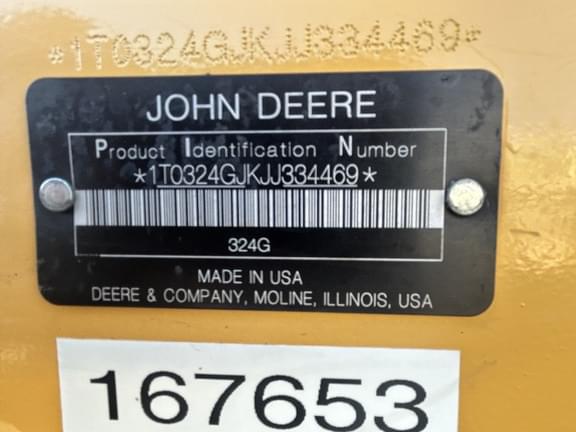 *1T0324GJKJJ334469*
JOHN DEERE
Product Identification Number
*1T0324GJKJJ334469*
324G
MADE IN USA
DEERE & COMPANY, MOLINE, ILLINOIS, USA
167653